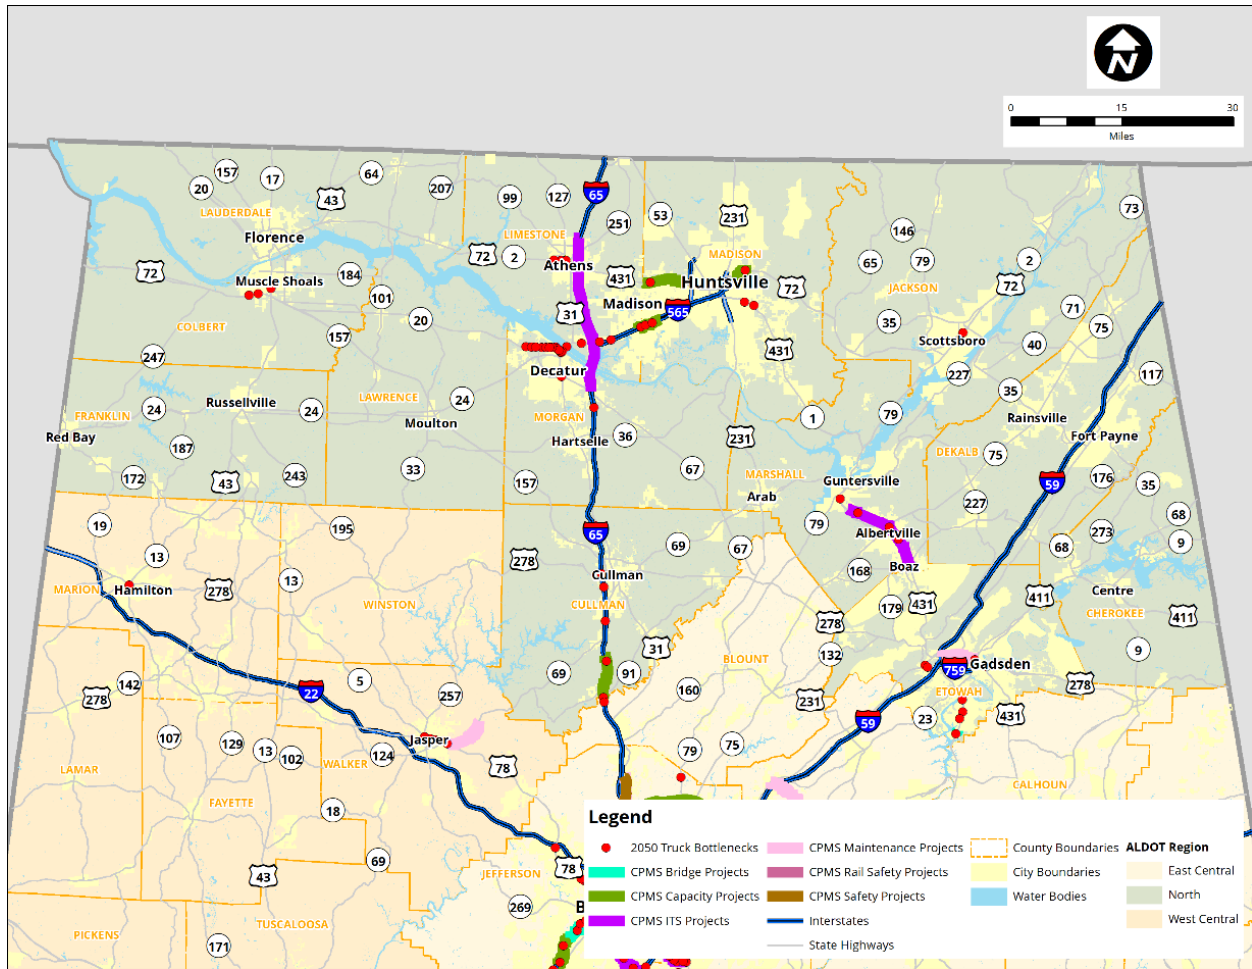 N
0 15 30
Miles
157
64
20
17
43
207
99
127
65
53
251
231
73
LAUDERDALE
LIMESTONE
146
Florence
72
2
MADISON
65
79
2
72
Athens
431
Huntsville
72
184
Muscle Shoals
JACKSON
101
Madison
71
31
565
COLBERT
20
35
75
157
Scottsboro
40
247
431
Decatur
227
117
LAWRENCE
35
24
Russellville
24
24
FRANKLIN
MORGAN
1
79
Rainsville
Moulton
Red Bay
187
Hartselle
36
231
Fort Payne
DEKALB
75
33
67
172
43
243
MARSHALL
157
Guntersville
59
176
35
Arab
227
19
195
79
68
65
Albertville
273
278
69
67
68
9
13
168
Boaz
13
Cullman
MARION
Hamilton
278
Centre
WINSTON
CULLMAN
179
431
411
CHEROKEE
411
278
31
9
132
BLOUNT
Gadsden
69
91
759
142
5
278
257
22
160
231
ETOWAH
278
59
23
431
107
129
13
Jasper
75
79
102
124
WALKER
78
LAMAR
CALHOUN
FAYETTE
18
69
78
JEFFERSON
43
269
B
TUSCALOOSA
PICKENS
171
Legend
2050 Truck Bottlenecks
CPMS Bridge Projects
CPMS Capacity Projects
CPMS ITS Projects
CPMS Maintenance Projects
CPMS Rail Safety Projects
CPMS Safety Projects
Interstates
State Highways
County Boundaries
City Boundaries
Water Bodies
ALDOT Region
East Central
North
West Central